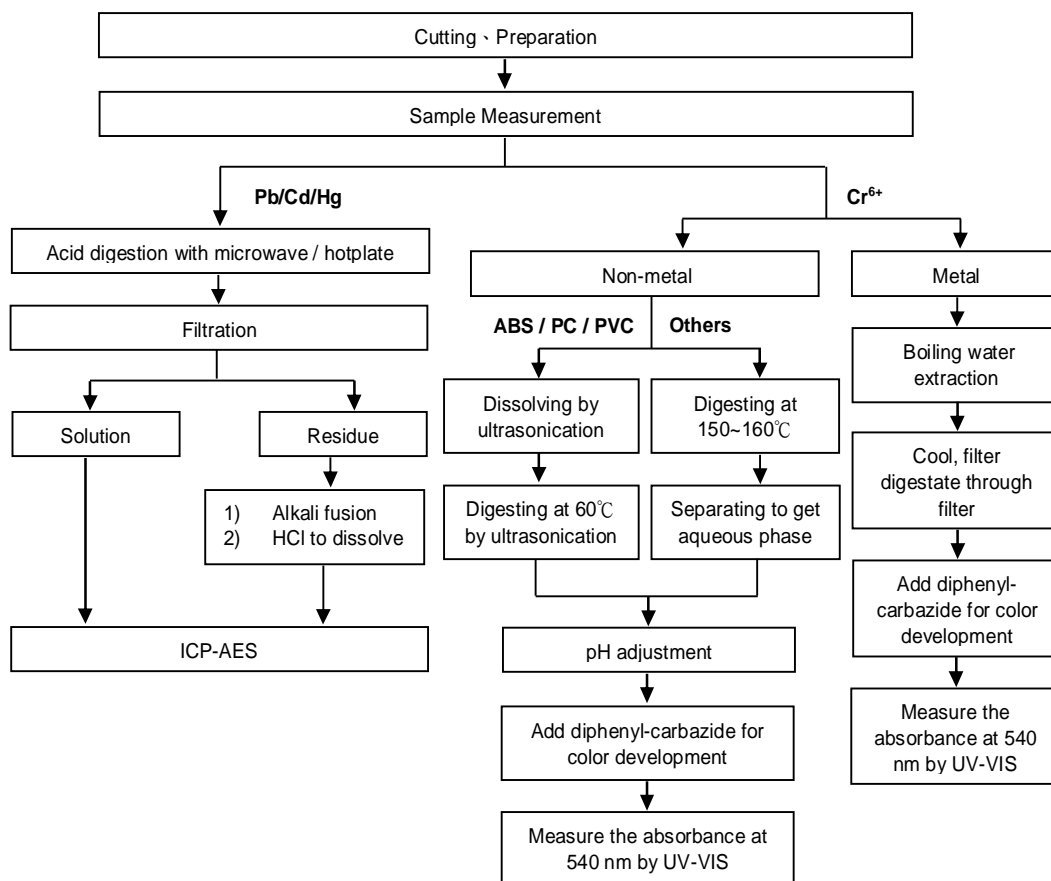 Cutting、Preparation
Sample Measurement
Pb/Cd/Hg
Cr⁶⁺
Acid digestion with microwave / hotplate
Filtration
Solution
Residue
1) Alkali fusion
2) HCl to dissolve
ICP-AES
Non-metal
ABS / PC / PVC
Others
Dissolving by
ultrasonication
Digesting at
150~160℃
Digesting at 60℃
by ultrasonication
Separating to get
aqueous phase
pH adjustment
Add diphenyl-carbazide for
color development
Measure the absorbance at
540 nm by UV-VIS
Metal
Boiling water
extraction
Cool, filter
digestate through
filter
Add diphenyl-
carbazide for color
development
Measure the
absorbance at 540
nm by UV-VIS